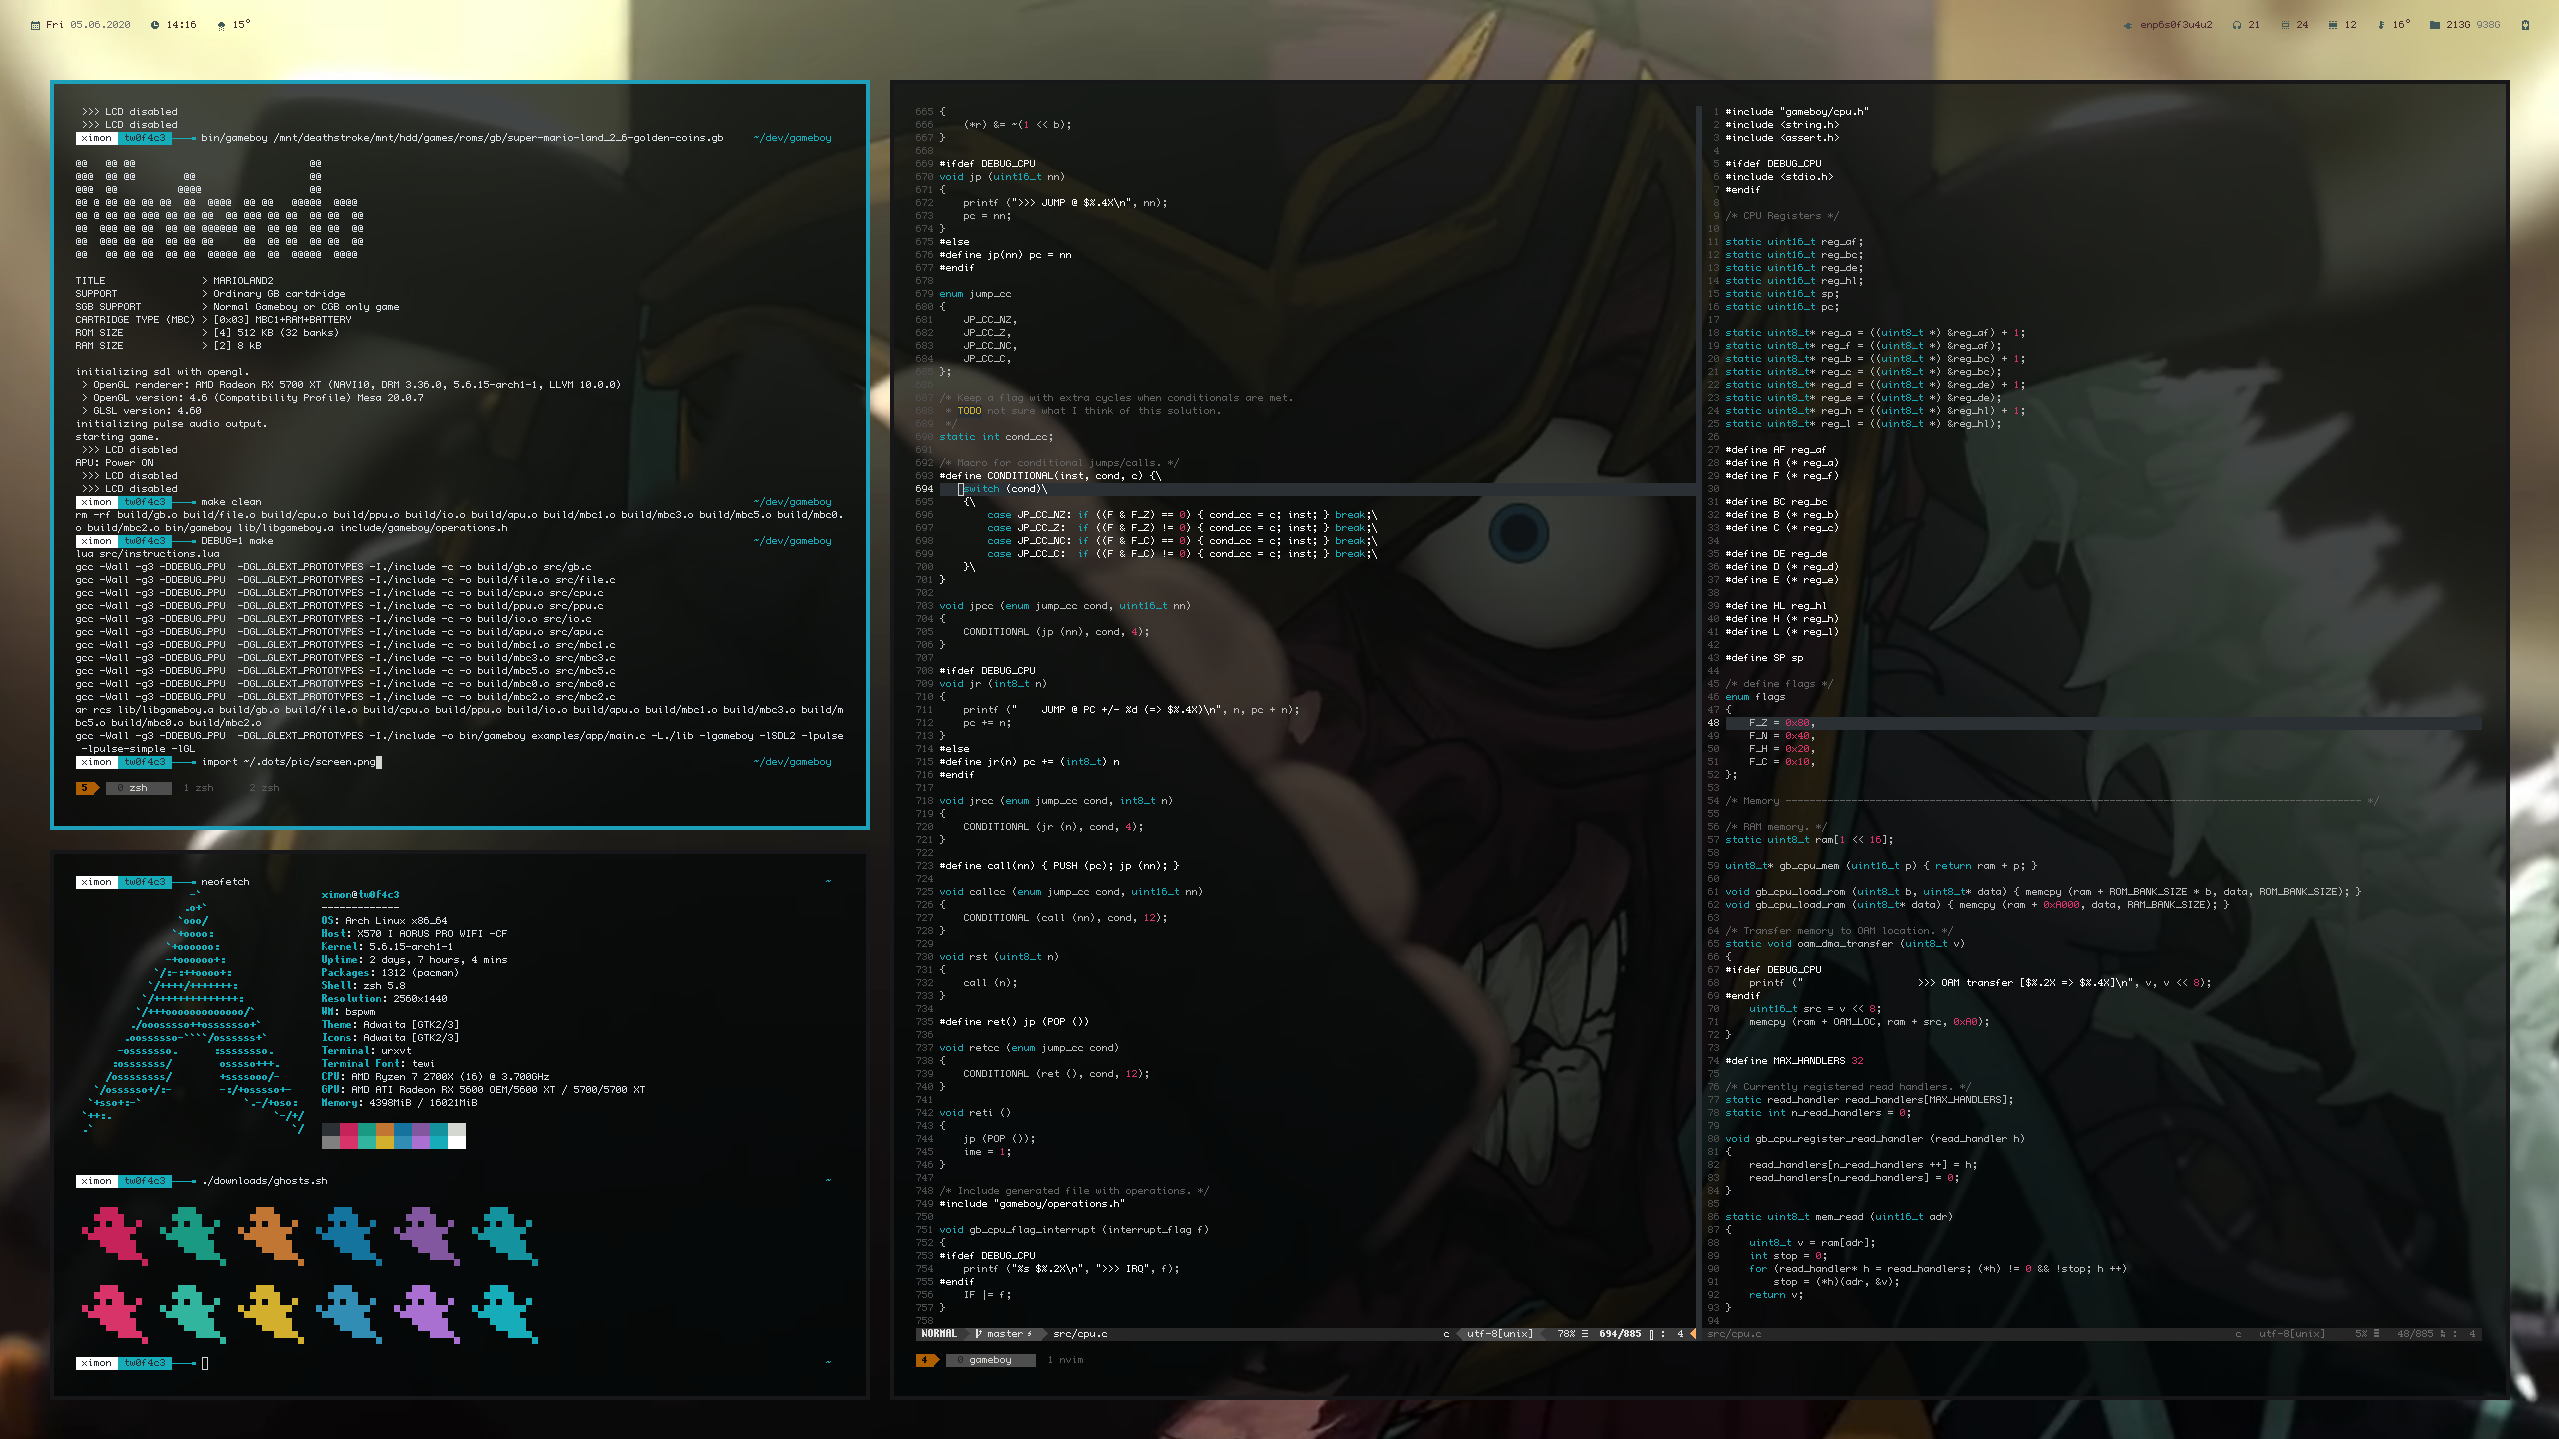 Fri 05.06.2020 14:16 15°
enp6s0f3u4u2 21 24 12 16° 213G 938G
>>> LCD disabled
>>> LCD disabled
ximon tw0f4c3 bin/gameboy /mnt/deathstroke/mnt/hdd/games/roms/gb/super-mario-land_2_6-golden-coins.gb ~/dev/gameboy
@@   @@ @@                             @@
@@@  @@ @@        @@                   @@
@@@  @@          @@@@                  @@
@@ @ @@ @@ @@ @@  @@  @@@@  @@ @@   @@@@@  @@@@
@@ @ @@ @@ @@@ @@ @@ @@  @@ @@@ @@ @@  @@ @@  @@
@@  @@@ @@ @@  @@ @@ @@@@@@ @@  @@ @@  @@ @@  @@
@@  @@@ @@ @@  @@ @@ @@     @@  @@ @@  @@ @@  @@
@@   @@ @@ @@  @@ @@  @@@@@ @@  @@  @@@@@  @@@@
TITLE > MARIOLAND2
SUPPORT > Ordinary GB cartdridge
SGB SUPPORT > Normal Gameboy or CGB only game
CARTRIDGE TYPE (MBC) > [0x03] MBC1+RAM+BATTERY
ROM SIZE > [4] 512 KB (32 banks)
RAM SIZE > [2] 8 kB
initializing sdl with opengl.
> OpenGL renderer: AMD Radeon RX 5700 XT (NAVI10, DRM 3.36.0, 5.6.15-arch1-1, LLVM 10.0.0)
> OpenGL version: 4.6 (Compatibility Profile) Mesa 20.0.7
> GLSL version: 4.60
initializing pulse audio output.
starting game.
>>> LCD disabled
APU: Power ON
>>> LCD disabled
>>> LCD disabled
ximon tw0f4c3 make clean ~/dev/gameboy
rm -rf build/gb.o build/file.o build/cpu.o build/ppu.o build/io.o build/apu.o build/mbc1.o build/mbc3.o build/mbc5.o build/mbc0.
o build/mbc2.o bin/gameboy lib/libgameboy.a include/gameboy/operations.h
ximon tw0f4c3 DEBUG=1 make ~/dev/gameboy
lua src/instructions.lua
gcc -Wall -g3 -DDEBUG_PPU  -DGL_GLEXT_PROTOTYPES -I./include -c -o build/gb.o src/gb.c
gcc -Wall -g3 -DDEBUG_PPU  -DGL_GLEXT_PROTOTYPES -I./include -c -o build/file.o src/file.c
gcc -Wall -g3 -DDEBUG_PPU  -DGL_GLEXT_PROTOTYPES -I./include -c -o build/cpu.o src/cpu.c
gcc -Wall -g3 -DDEBUG_PPU  -DGL_GLEXT_PROTOTYPES -I./include -c -o build/ppu.o src/ppu.c
gcc -Wall -g3 -DDEBUG_PPU  -DGL_GLEXT_PROTOTYPES -I./include -c -o build/io.o src/io.c
gcc -Wall -g3 -DDEBUG_PPU  -DGL_GLEXT_PROTOTYPES -I./include -c -o build/apu.o src/apu.c
gcc -Wall -g3 -DDEBUG_PPU  -DGL_GLEXT_PROTOTYPES -I./include -c -o build/mbc1.o src/mbc1.c
gcc -Wall -g3 -DDEBUG_PPU  -DGL_GLEXT_PROTOTYPES -I./include -c -o build/mbc3.o src/mbc3.c
gcc -Wall -g3 -DDEBUG_PPU  -DGL_GLEXT_PROTOTYPES -I./include -c -o build/mbc5.o src/mbc5.c
gcc -Wall -g3 -DDEBUG_PPU  -DGL_GLEXT_PROTOTYPES -I./include -c -o build/mbc0.o src/mbc0.c
gcc -Wall -g3 -DDEBUG_PPU  -DGL_GLEXT_PROTOTYPES -I./include -c -o build/mbc2.o src/mbc2.c
ar rcs lib/libgameboy.a build/gb.o build/file.o build/cpu.o build/ppu.o build/io.o build/apu.o build/mbc1.o build/mbc3.o build/m
bc5.o build/mbc0.o build/mbc2.o
gcc -Wall -g3 -DDEBUG_PPU  -DGL_GLEXT_PROTOTYPES -I./include -o bin/gameboy examples/app/main.c -L./lib -lgameboy -lSDL2 -lpulse
-lpulse-simple -lGL
ximon tw0f4c3 import ~/.dots/pic/screen.png ~/dev/gameboy
5 0 zsh 1 zsh 2 zsh
ximon tw0f4c3 neofetch ~
ximon@tw0f4c3
-------------
OS: Arch Linux x86_64
Host: X570 I AORUS PRO WIFI -CF
Kernel: 5.6.15-arch1-1
Uptime: 2 days, 7 hours, 4 mins
Packages: 1312 (pacman)
Shell: zsh 5.8
Resolution: 2560x1440
WM: bspwm
Theme: Adwaita [GTK2/3]
Icons: Adwaita [GTK2/3]
Terminal: urxvt
Terminal Font: tewi
CPU: AMD Ryzen 7 2700X (16) @ 3.700GHz
GPU: AMD ATI Radeon RX 5600 OEM/5600 XT / 5700/5700 XT
Memory: 4398MiB / 16021MiB
ximon tw0f4c3 ./downloads/ghosts.sh ~
ximon tw0f4c3 ~
665 {
666     (*r) &= ~(1 << b);
667 }
668
669 #ifdef DEBUG_CPU
670 void jp (uint16_t nn)
671 {
672     printf (">>> JUMP @ $%.4X\n", nn);
673     pc = nn;
674 }
675 #else
676 #define jp(nn) pc = nn
677 #endif
678
679 enum jump_cc
680 {
681     JP_CC_NZ,
682     JP_CC_Z,
683     JP_CC_NC,
684     JP_CC_C,
685 };
686
687 /* Keep a flag with extra cycles when conditionals are met.
688  * TODO not sure what I think of this solution.
689  */
690 static int cond_cc;
691
692 /* Macro for conditional jumps/calls. */
693 #define CONDITIONAL(inst, cond, c) {\
694     switch (cond)\
695     {\
696         case JP_CC_NZ: if ((F & F_Z) == 0) { cond_cc = c; inst; } break;\
697         case JP_CC_Z:  if ((F & F_Z) != 0) { cond_cc = c; inst; } break;\
698         case JP_CC_NC: if ((F & F_C) == 0) { cond_cc = c; inst; } break;\
699         case JP_CC_C:  if ((F & F_C) != 0) { cond_cc = c; inst; } break;\
700     }\
701 }
702
703 void jpcc (enum jump_cc cond, uint16_t nn)
704 {
705     CONDITIONAL (jp (nn), cond, 4);
706 }
707
708 #ifdef DEBUG_CPU
709 void jr (int8_t n)
710 {
711     printf ("    JUMP @ PC +/- %d (=> $%.4X)\n", n, pc + n);
712     pc += n;
713 }
714 #else
715 #define jr(n) pc += (int8_t) n
716 #endif
717
718 void jrcc (enum jump_cc cond, int8_t n)
719 {
720     CONDITIONAL (jr (n), cond, 4);
721 }
722
723 #define call(nn) { PUSH (pc); jp (nn); }
724
725 void callcc (enum jump_cc cond, uint16_t nn)
726 {
727     CONDITIONAL (call (nn), cond, 12);
728 }
729
730 void rst (uint8_t n)
731 {
732     call (n);
733 }
734
735 #define ret() jp (POP ())
736
737 void retcc (enum jump_cc cond)
738 {
739     CONDITIONAL (ret (), cond, 12);
740 }
741
742 void reti ()
743 {
744     jp (POP ());
745     ime = 1;
746 }
747
748 /* Include generated file with operations. */
749 #include "gameboy/operations.h"
750
751 void gb_cpu_flag_interrupt (interrupt_flag f)
752 {
753 #ifdef DEBUG_CPU
754     printf ("%s $%.2X\n", ">>> IRQ", f);
755 #endif
756     IF |= f;
757 }
758
NORMAL master src/cpu.c c utf-8[unix] 78% 694/885 : 4
4 0 gameboy 1 nvim
1 #include "gameboy/cpu.h"
2 #include <string.h>
3 #include <assert.h>
4
5 #ifdef DEBUG_CPU
6 #include <stdio.h>
7 #endif
8
9 /* CPU Registers */
10
11 static uint16_t reg_af;
12 static uint16_t reg_bc;
13 static uint16_t reg_de;
14 static uint16_t reg_hl;
15 static uint16_t sp;
16 static uint16_t pc;
17
18 static uint8_t* reg_a = ((uint8_t *) &reg_af) + 1;
19 static uint8_t* reg_f = ((uint8_t *) &reg_af);
20 static uint8_t* reg_b = ((uint8_t *) &reg_bc) + 1;
21 static uint8_t* reg_c = ((uint8_t *) &reg_bc);
22 static uint8_t* reg_d = ((uint8_t *) &reg_de) + 1;
23 static uint8_t* reg_e = ((uint8_t *) &reg_de);
24 static uint8_t* reg_h = ((uint8_t *) &reg_hl) + 1;
25 static uint8_t* reg_l = ((uint8_t *) &reg_hl);
26
27 #define AF reg_af
28 #define A (* reg_a)
29 #define F (* reg_f)
30
31 #define BC reg_bc
32 #define B (* reg_b)
33 #define C (* reg_c)
34
35 #define DE reg_de
36 #define D (* reg_d)
37 #define E (* reg_e)
38
39 #define HL reg_hl
40 #define H (* reg_h)
41 #define L (* reg_l)
42
43 #define SP sp
44
45 /* define flags */
46 enum flags
47 {
48     F_Z = 0x80,
49     F_N = 0x40,
50     F_H = 0x20,
51     F_C = 0x10,
52 };
53
54 /* Memory ---------------------------------------------------------------- */
55
56 /* RAM memory. */
57 static uint8_t ram[1 << 16];
58
59 uint8_t* gb_cpu_mem (uint16_t p) { return ram + p; }
60
61 void gb_cpu_load_rom (uint8_t b, uint8_t* data) { memcpy (ram + ROM_BANK_SIZE * b, data, ROM_BANK_SIZE); }
62 void gb_cpu_load_ram (uint8_t* data) { memcpy (ram + 0xA000, data, RAM_BANK_SIZE); }
63
64 /* Transfer memory to OAM location. */
65 static void oam_dma_transfer (uint8_t v)
66 {
67 #ifdef DEBUG_CPU
68     printf ("                   >>> OAM transfer [$%.2X => $%.4X]\n", v, v << 8);
69 #endif
70     uint16_t src = v << 8;
71     memcpy (ram + OAM_LOC, ram + src, 0xA0);
72 }
73
74 #define MAX_HANDLERS 32
75
76 /* Currently registered read handlers. */
77 static read_handler read_handlers[MAX_HANDLERS];
78 static int n_read_handlers = 0;
79
80 void gb_cpu_register_read_handler (read_handler h)
81 {
82     read_handlers[n_read_handlers ++] = h;
83     read_handlers[n_read_handlers] = 0;
84 }
85
86 static uint8_t mem_read (uint16_t adr)
87 {
88     uint8_t v = ram[adr];
89     int stop = 0;
90     for (read_handler* h = read_handlers; (*h) != 0 && !stop; h ++)
91         stop = (*h)(adr, &v);
92     return v;
93 }
94
src/cpu.c c utf-8[unix] 5% 48/885 : 4